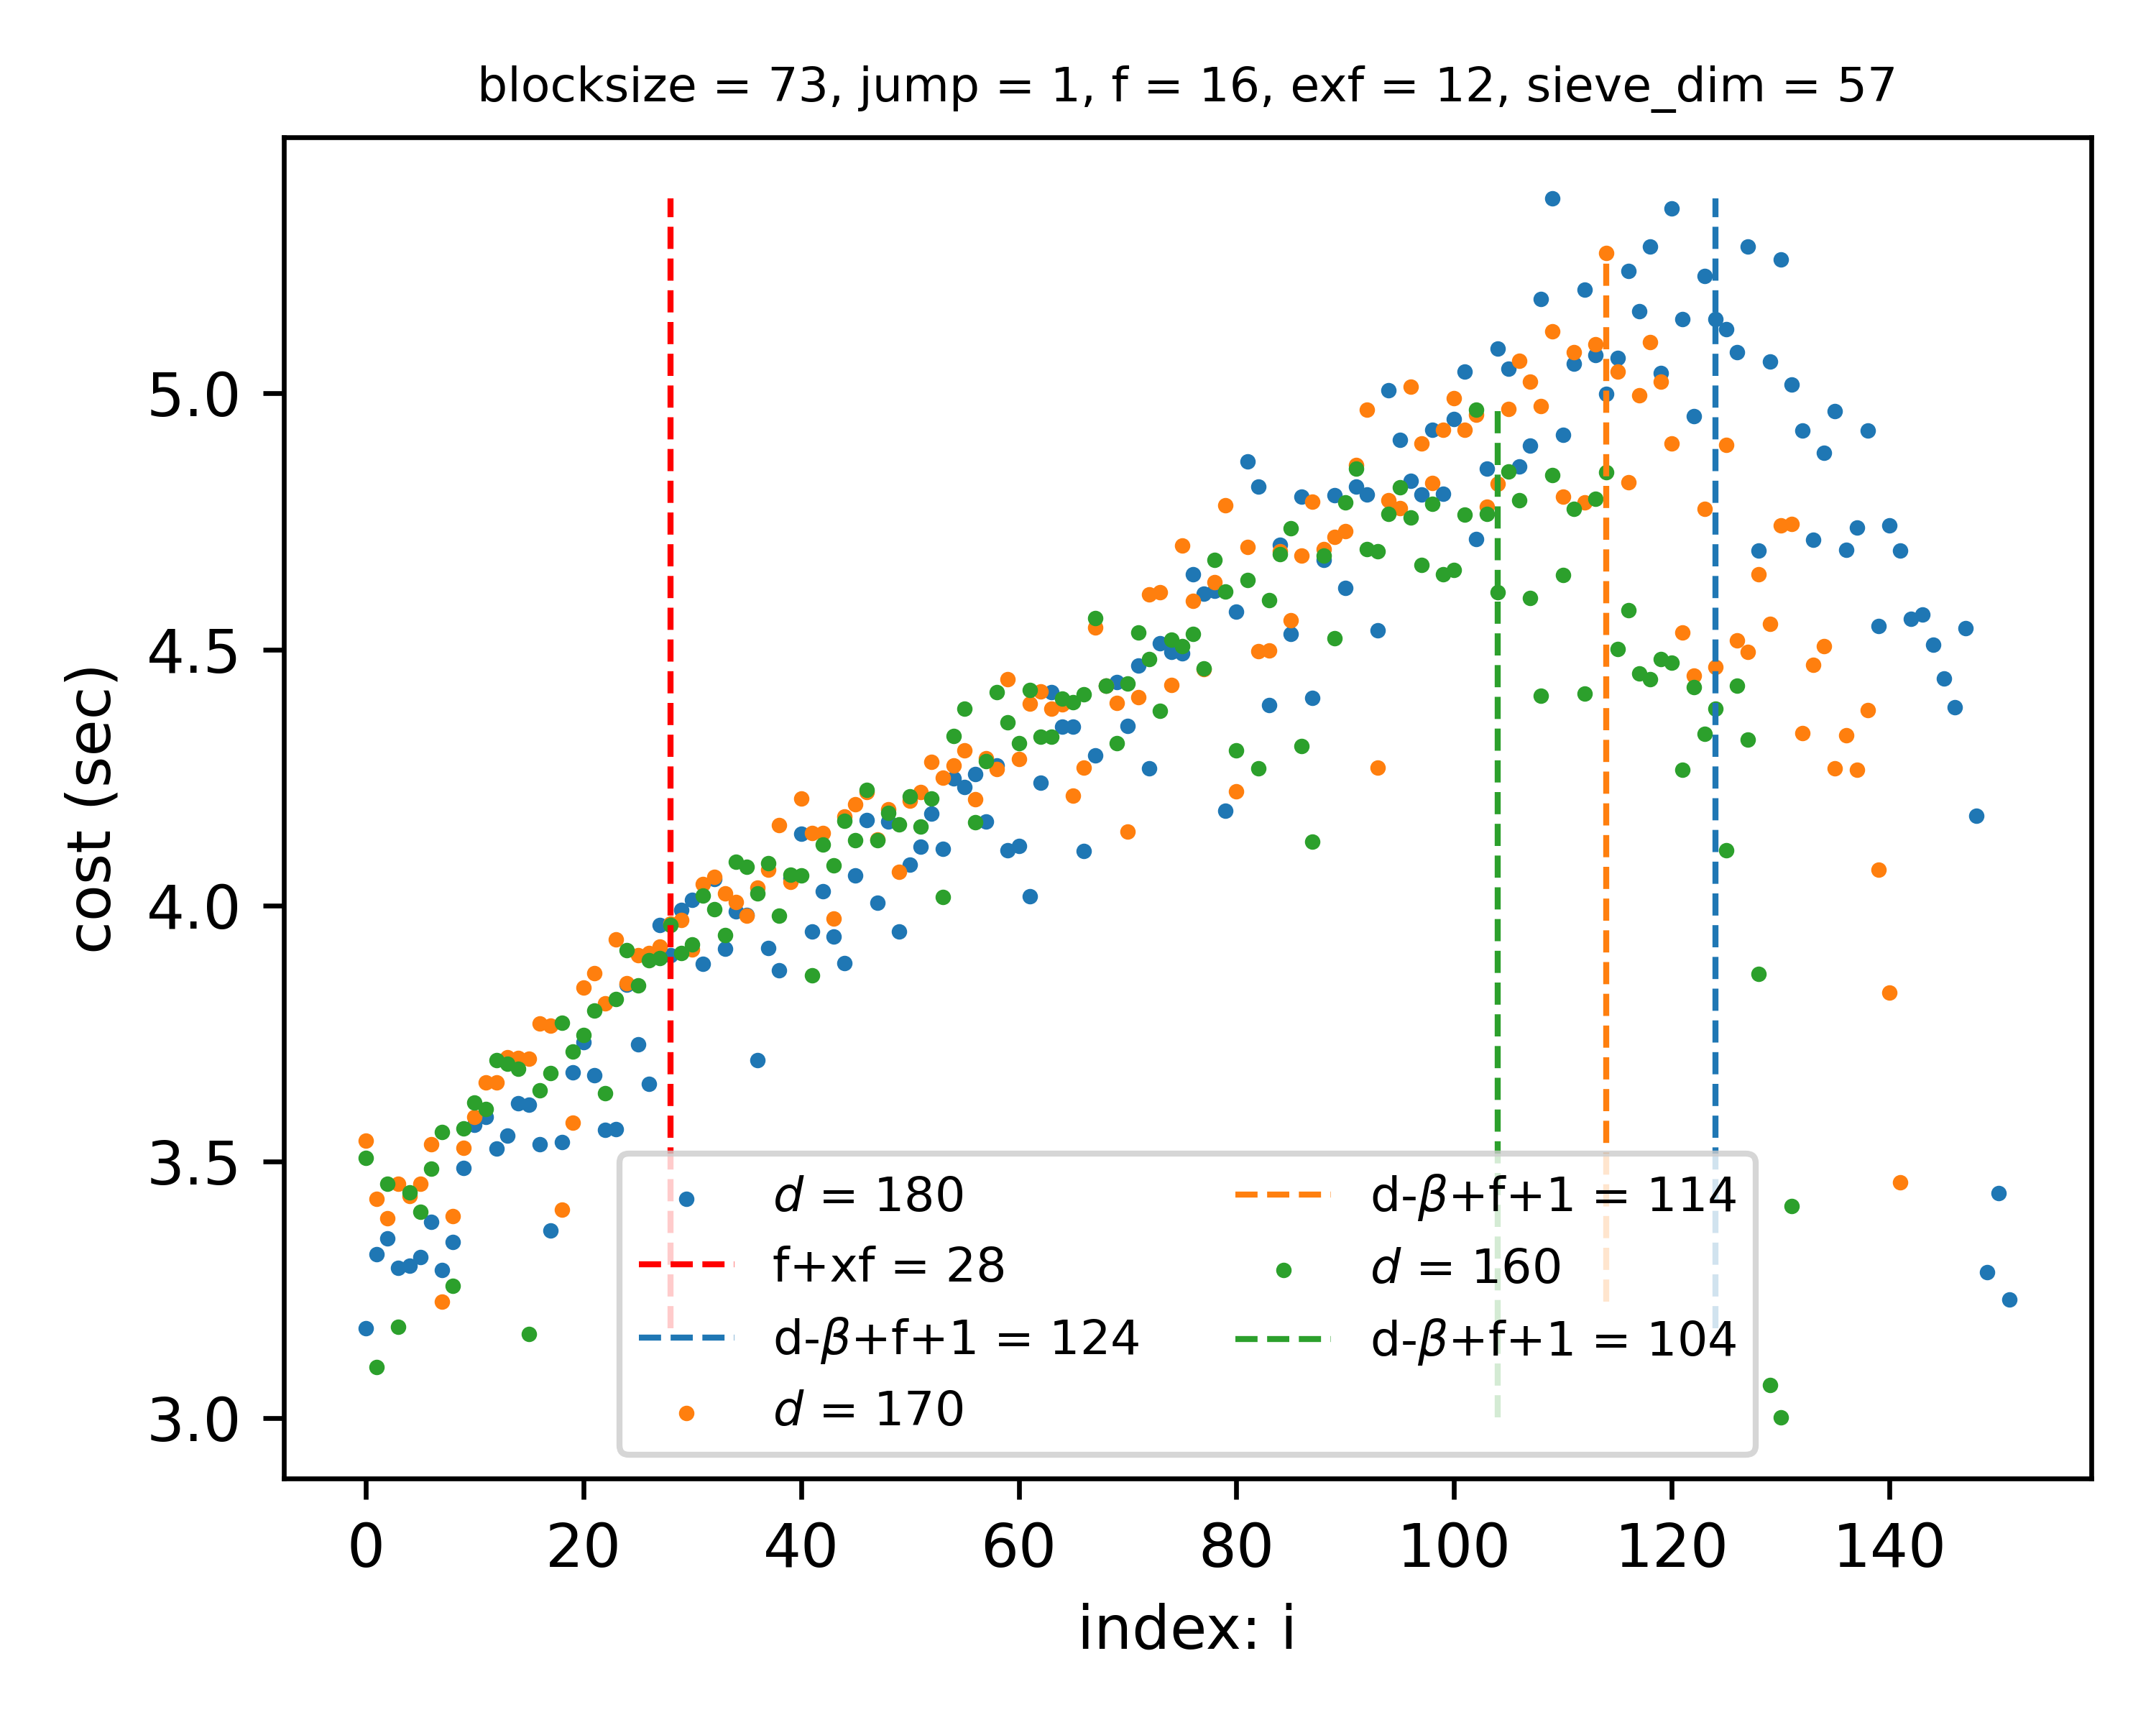 blocksize = 73, jump = 1, f = 16, exf = 12, sieve_dim = 57
cost (sec)
5.0
4.5
4.0
3.5
3.0
d = 180
f+xf = 28
d-β+f+1 = 124
d = 170
d-β+f+1 = 114
d = 160
d-β+f+1 = 104
0 20 40 60 80 100 120 140
index: i